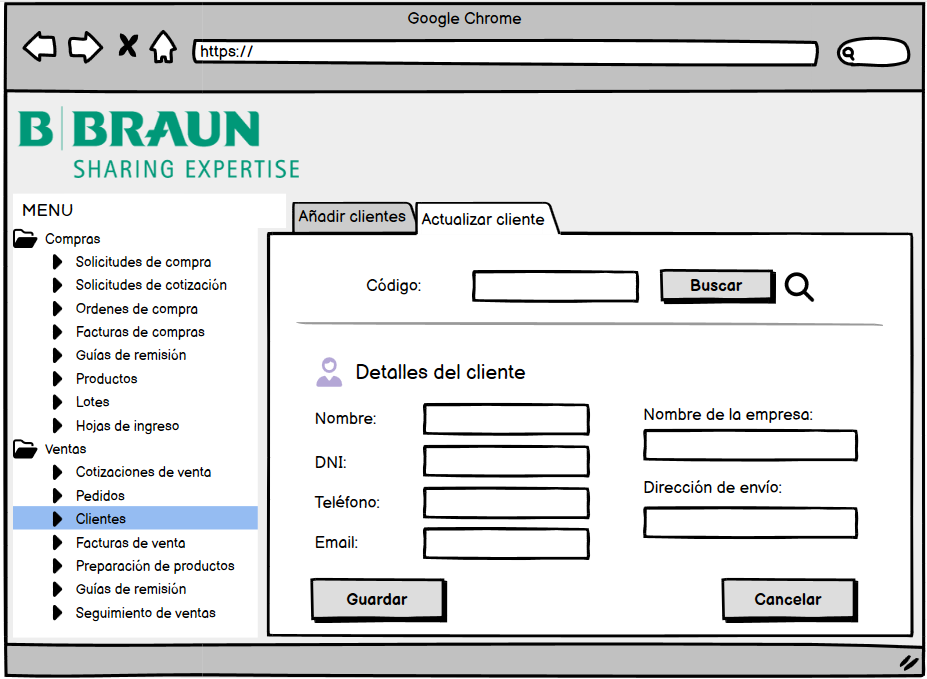 Google Chrome
https://
B BRAUN
SHARING EXPERTISE
MENU
Compras
Solicitudes de compra
Solicitudes de cotización
Ordenes de compra
Facturas de compras
Guías de remisión
Productos
Lotes
Hojas de ingreso
Ventas
Cotizaciones de venta
Pedidos
Clientes
Facturas de venta
Preparación de productos
Guías de remisión
Seguimiento de ventas
Añadir clientes
Actualizar cliente
Código:
Buscar
Detalles del cliente
Nombre:
DNI:
Teléfono:
Email:
Nombre de la empresa:
Dirección de envío:
Guardar
Cancelar